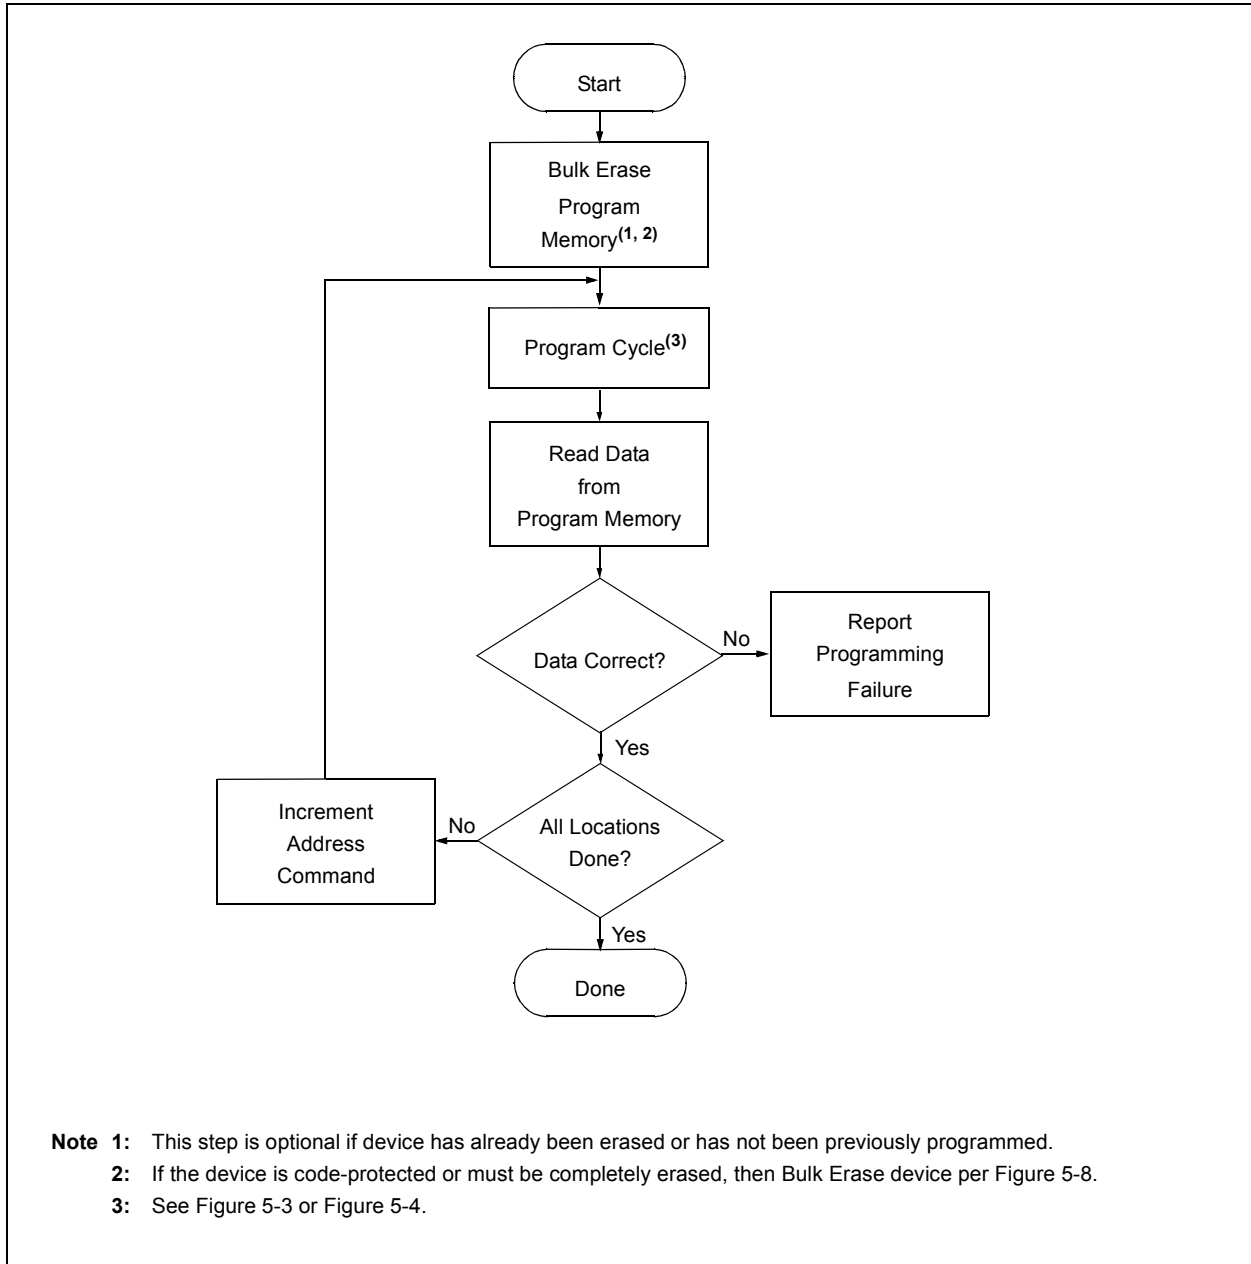 Start
Bulk Erase
Program
Memory(1, 2)
Program Cycle(3)
Read Data
from
Program Memory
Data Correct?
No
Report
Programming
Failure
Yes
All Locations
Done?
No
Increment
Address
Command
Yes
Done
Note 1: This step is optional if device has already been erased or has not been previously programmed.
2: If the device is code-protected or must be completely erased, then Bulk Erase device per Figure 5-8.
3: See Figure 5-3 or Figure 5-4.